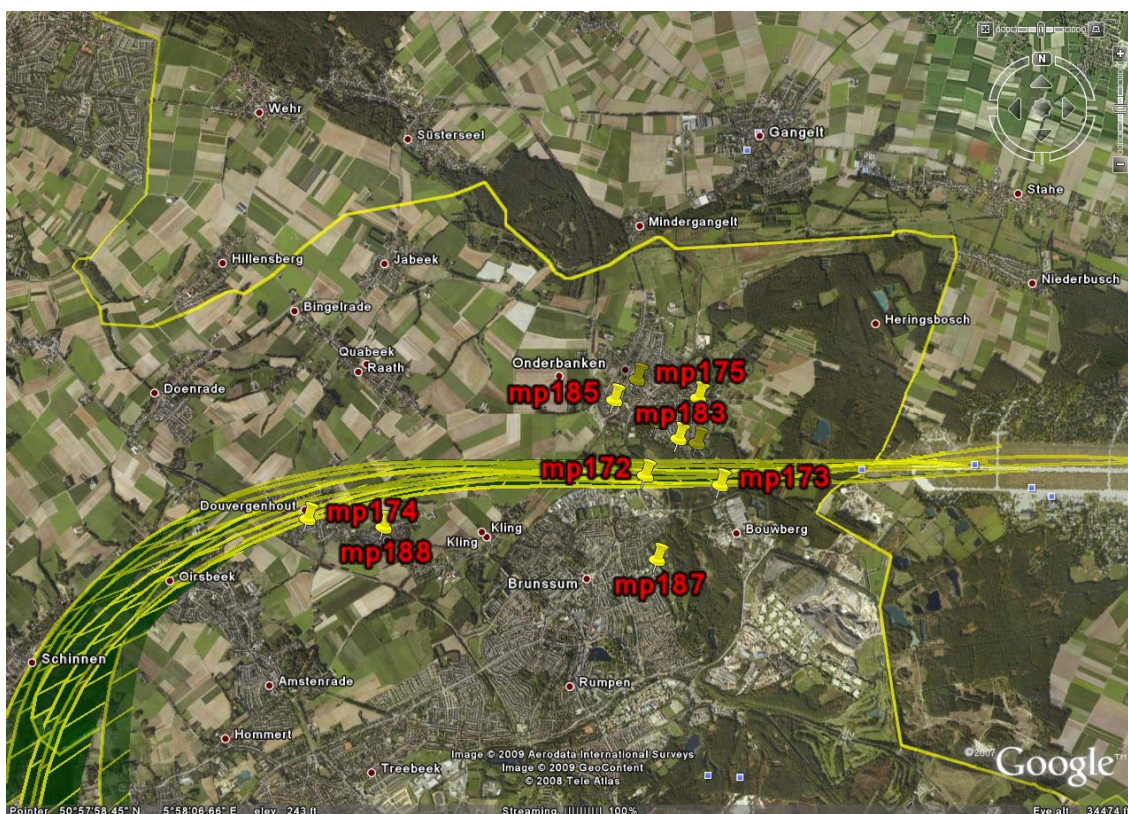 N
Wehr
Süsterseel
Gangelt
Stahe
Mindergangelt
Hillensberg
Jabeek
Niederbusch
Bingelrade
Heringsbosch
Quabeek
Raath
Onderbanken
mp175
Doenrade
mp185
mp183
mp172
mp173
Douvergenhout
mp174
Kling
Kling
Bouwberg
mp188
Brunssum
mp187
Oirsbeek
Schinnen
Amstenrade
Rumpen
Hommert
Treebeek
Image © 2009 Aerodata International Surveys
Image © 2009 GeoContent
© 2008 Tele Atlas
©2007 Google™
Pointer 50°57'58.45" N 5°58'06.66" E elev 243 ft Streaming ||||||||| 100% Eye alt 34474 ft